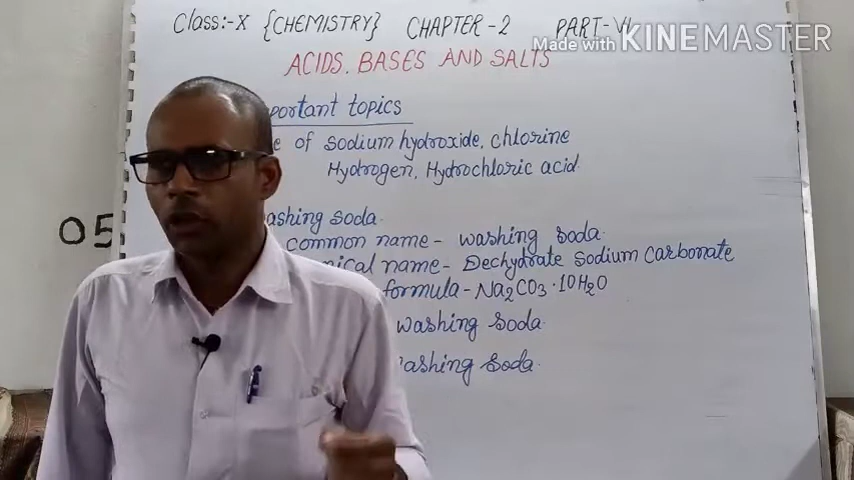 Class:- X {CHEMISTRY} CHAPTER-2 PART-VI
Made with KINEMASTER
ACIDS, BASES AND SALTS
portant topics
e of Sodium hydroxide, chlorine
Hydrogen, Hydrochloric acid
05
ashing soda
common name - washing soda
nical name - Dechydrate sodium carbonate
formula - Na2CO3 · 10H2O
washing soda
ashing soda